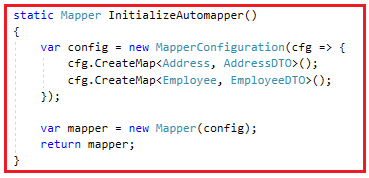 static Mapper InitializeAutomapper()
{
    var config = new MapperConfiguration(cfg => {
        cfg.CreateMap<Address, AddressDTO>();
        cfg.CreateMap<Employee, EmployeeDTO>();
    });

    var mapper = new Mapper(config);
    return mapper;
}